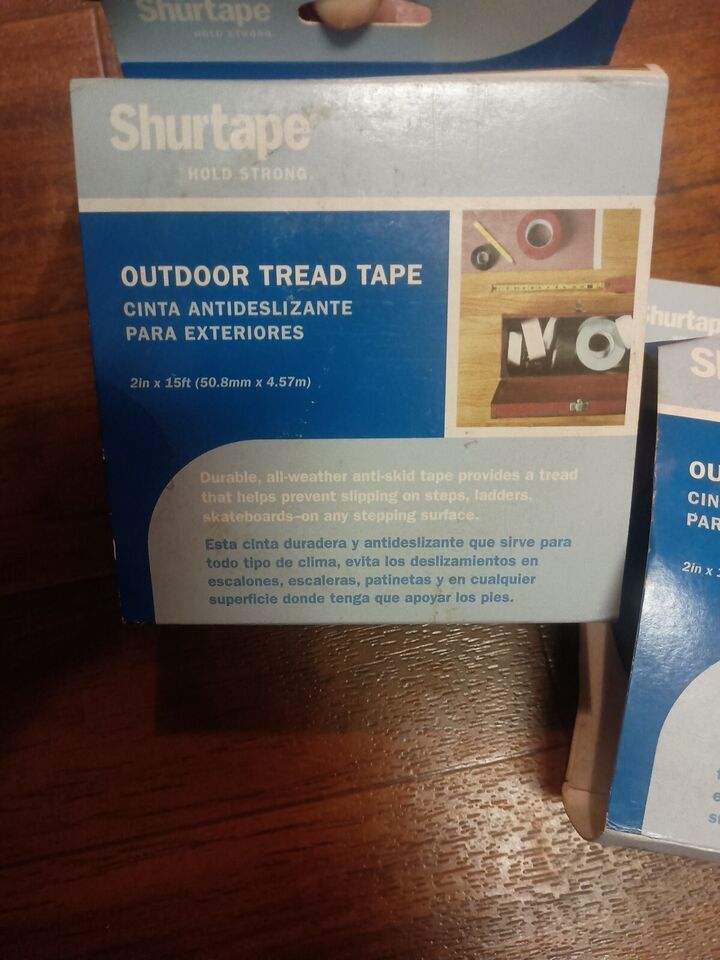 Shurtape
HOLD STRONG.
Shurtape
HOLD STRONG.
OUTDOOR TREAD TAPE
CINTA ANTIDESLIZANTE
PARA EXTERIORES
2in x 15ft (50.8mm x 4.57m)
Durable, all-weather anti-skid tape provides a tread
that helps prevent slipping on steps, ladders,
skateboards–on any stepping surface.
Esta cinta duradera y antideslizante que sirve para
todo tipo de clima, evita los deslizamientos en
escalones, escaleras, patinetas y en cualquier
superficie donde tenga que apoyar los pies.
Shurtape
OU
CIN
PAR
2in x